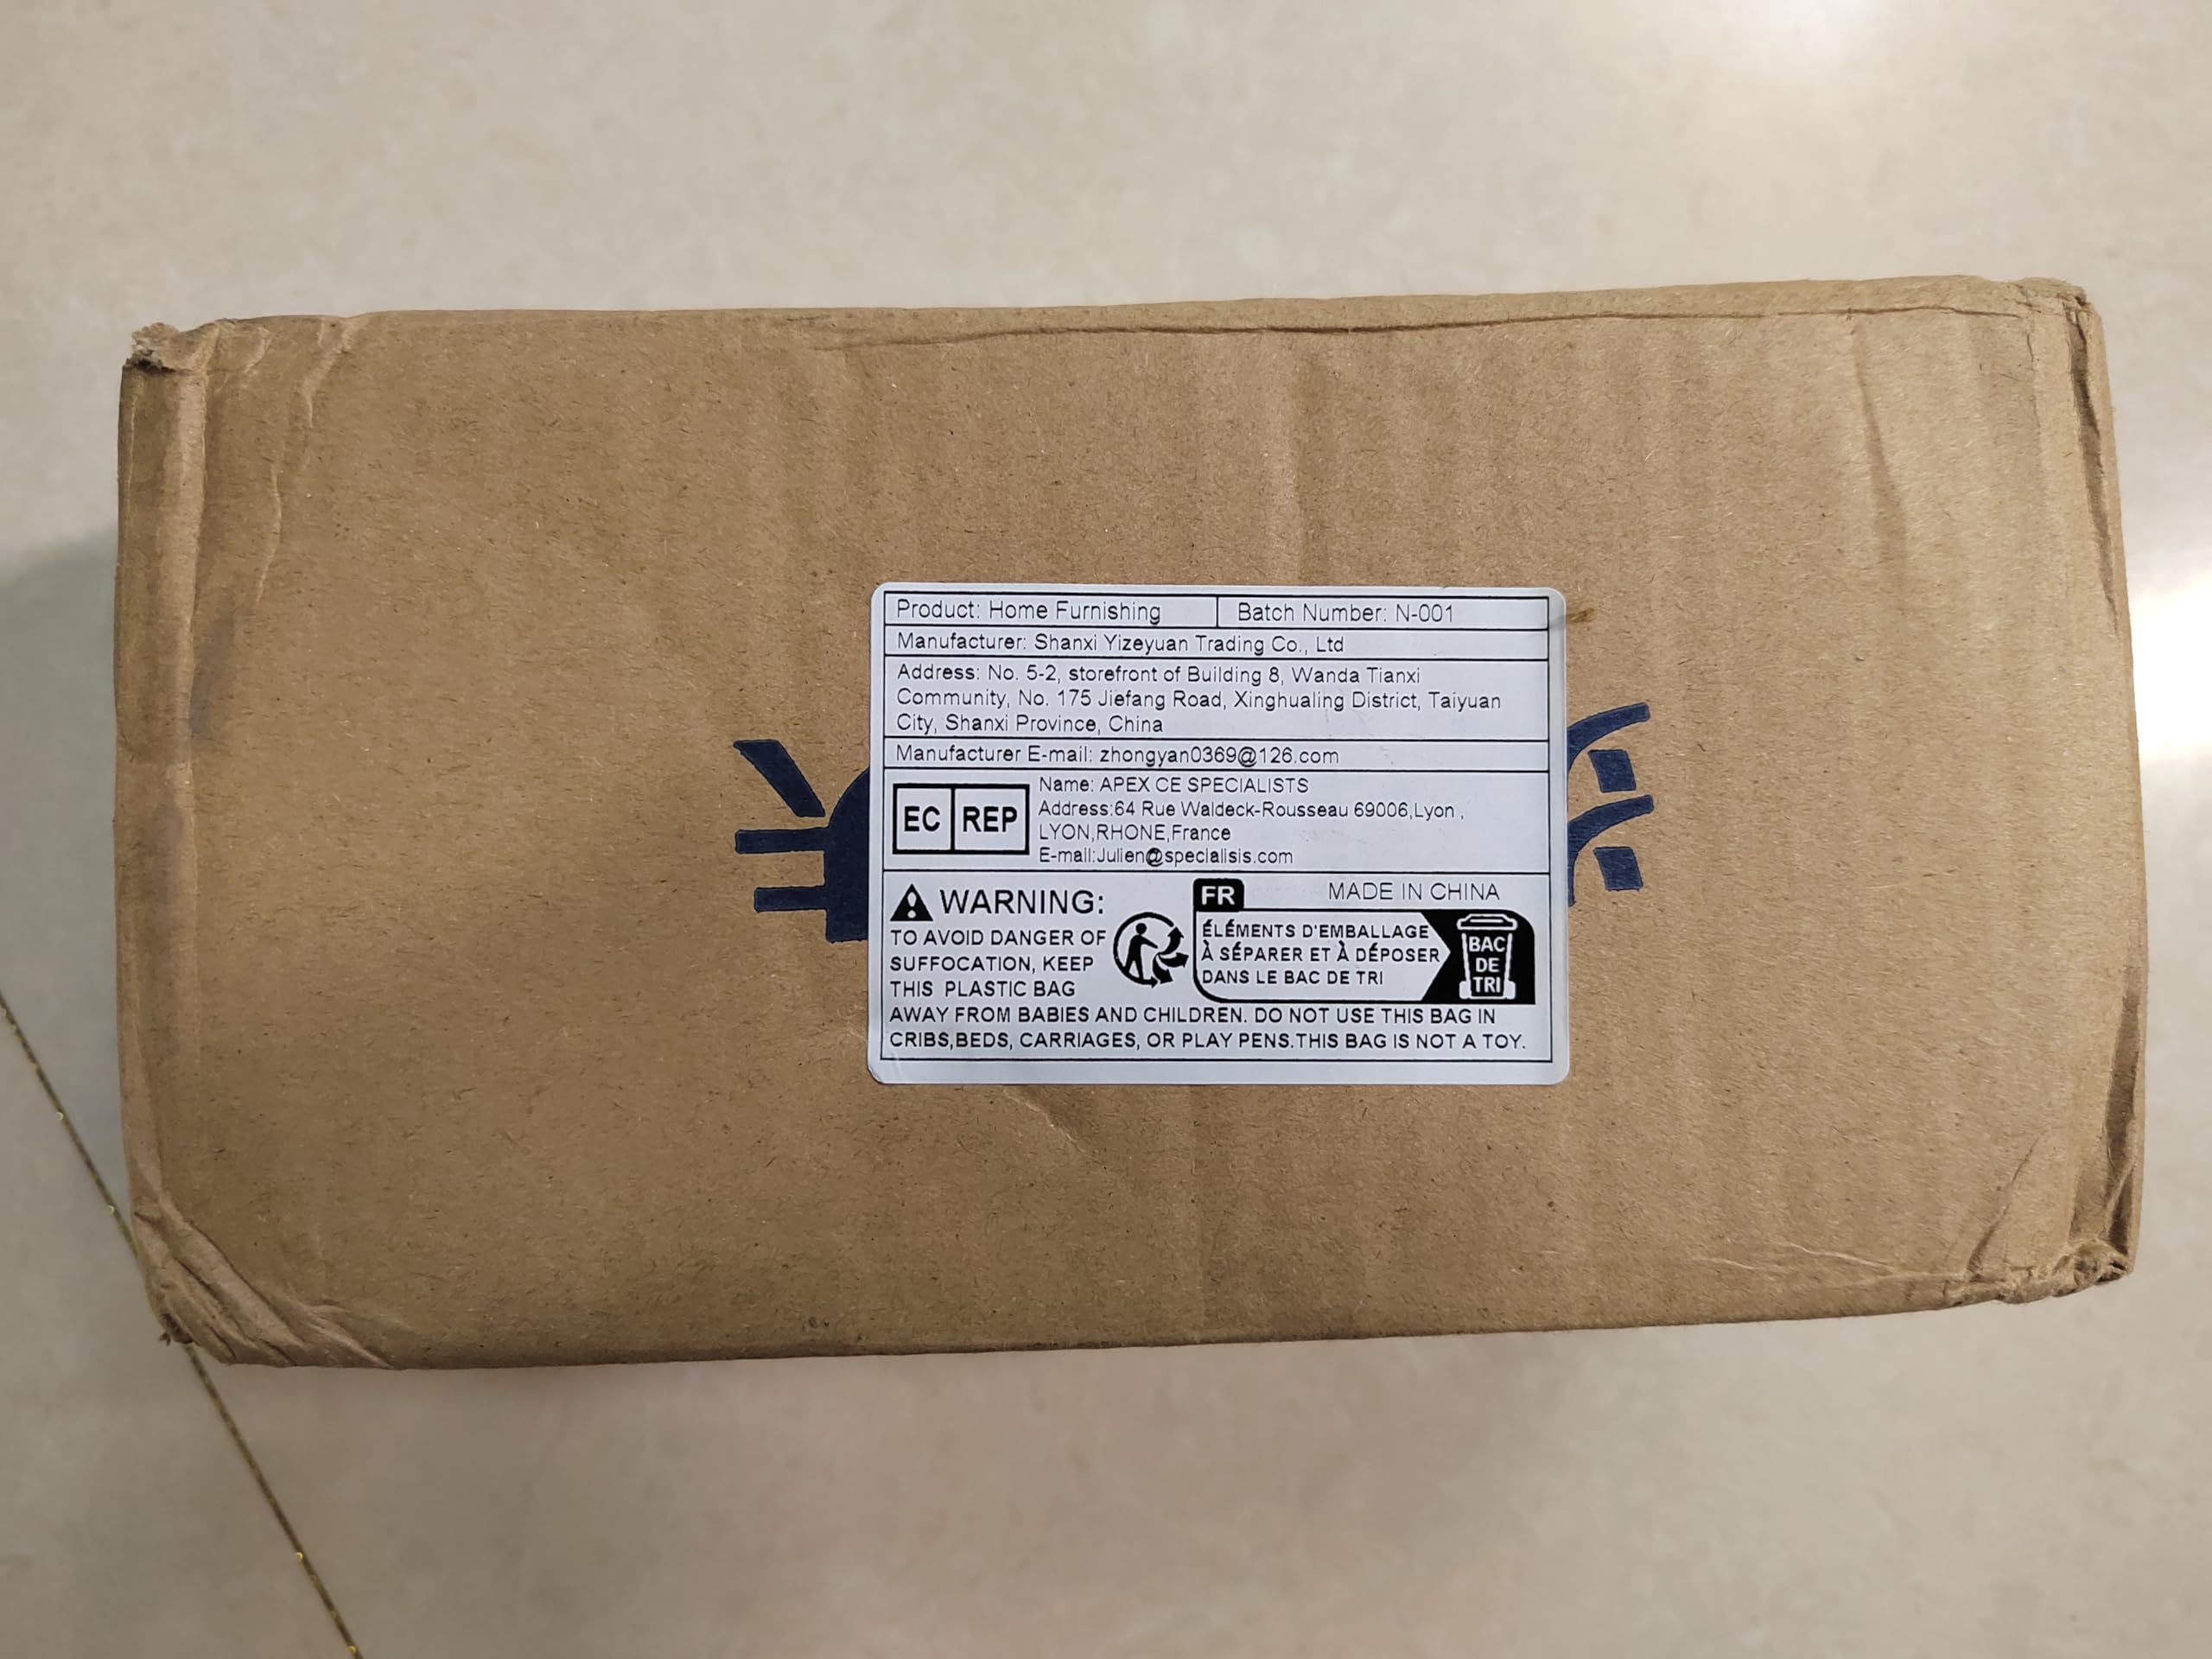 Product: Home Furnishing
Batch Number: N-001
Manufacturer: Shanxi Yizeyuan Trading Co., Ltd
Address: No. 5-2, storefront of Building 8, Wanda Tianxi
Community, No. 175 Jiefang Road, Xinghualing District, Taiyuan
City, Shanxi Province, China
Manufacturer E-mail: zhongyan0369@126.com
EC REP
Name: APEX CE SPECIALISTS
Address:64 Rue Waldeck-Rousseau 69006,Lyon ,
LYON,RHONE,France
E-mail:Julien@speclalisis.com
WARNING:
TO AVOID DANGER OF
SUFFOCATION, KEEP
THIS PLASTIC BAG
AWAY FROM BABIES AND CHILDREN. DO NOT USE THIS BAG IN
CRIBS,BEDS, CARRIAGES, OR PLAY PENS.THIS BAG IS NOT A TOY.
FR
MADE IN CHINA
ÉLÉMENTS D'EMBALLAGE
À SÉPARER ET À DÉPOSER
DANS LE BAC DE TRI
BAC
DE
TRI